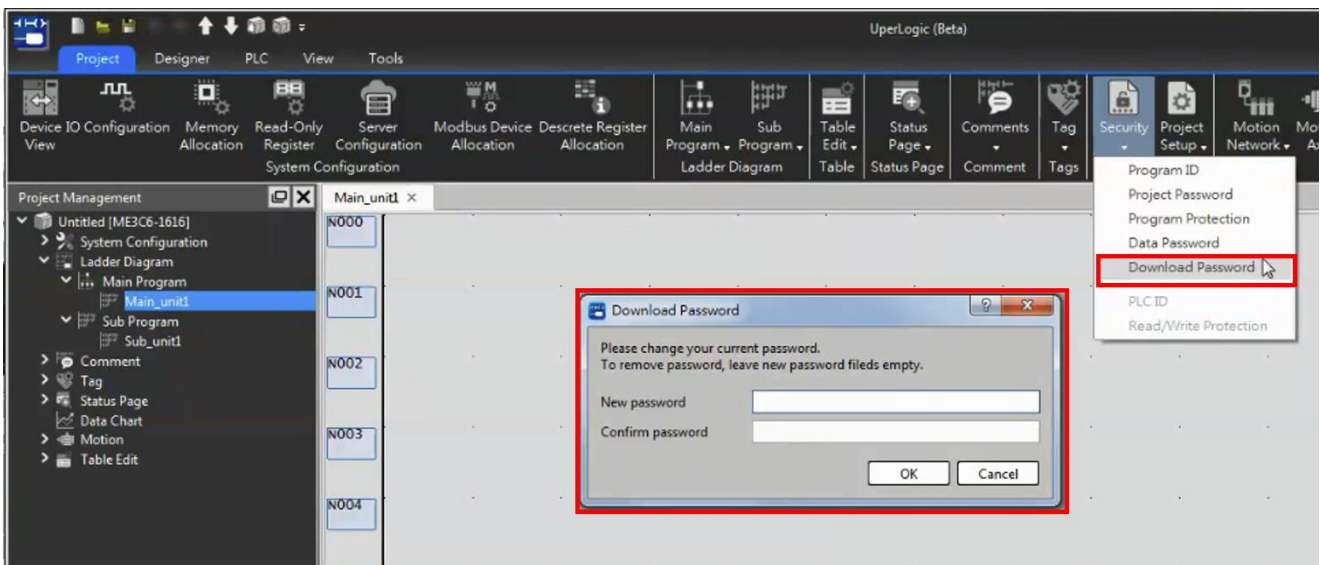 UperLogic (Beta)
Project Designer PLC View Tools
Device IO Configuration View
Memory Allocation
Read-Only Register
Server Configuration
Modbus Device Allocation
Descrete Register Allocation
System Configuration
Main Program
Sub Program
Ladder Diagram
Table Edit
Table
Status Page
Status Page
Comments
Comment
Tag
Tags
Security
Project Setup
Motion Network
Program ID
Project Password
Program Protection
Data Password
Download Password
PLC ID
Read/Write Protection
Project Management
Untitled [ME3C6-1616]
System Configuration
Ladder Diagram
Main Program
Main_unit1
Sub Program
Sub_unit1
Comment
Tag
Status Page
Data Chart
Motion
Table Edit
Main_unit1 ×
N000
N001
N002
N003
N004
Download Password
Please change your current password.
To remove password, leave new password fileds empty.
New password
Confirm password
OK Cancel